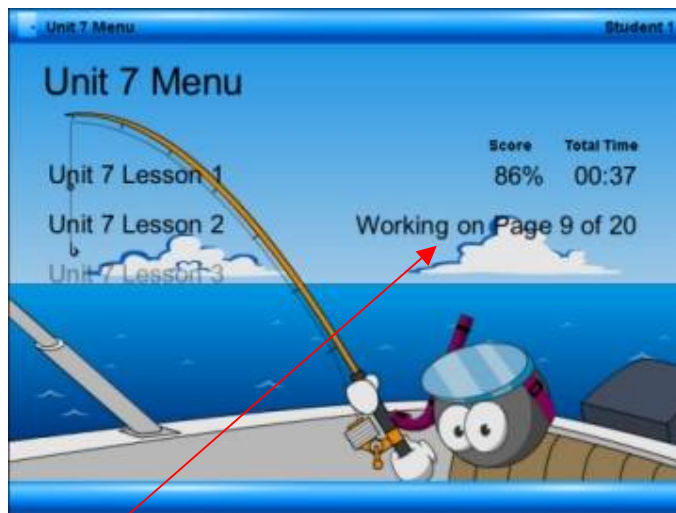 Unit 7 Menu Student 1
Unit 7 Menu
Score Total Time
Unit 7 Lesson 1 86% 00:37
Unit 7 Lesson 2 Working on Page 9 of 20
Unit 7 Lesson 3